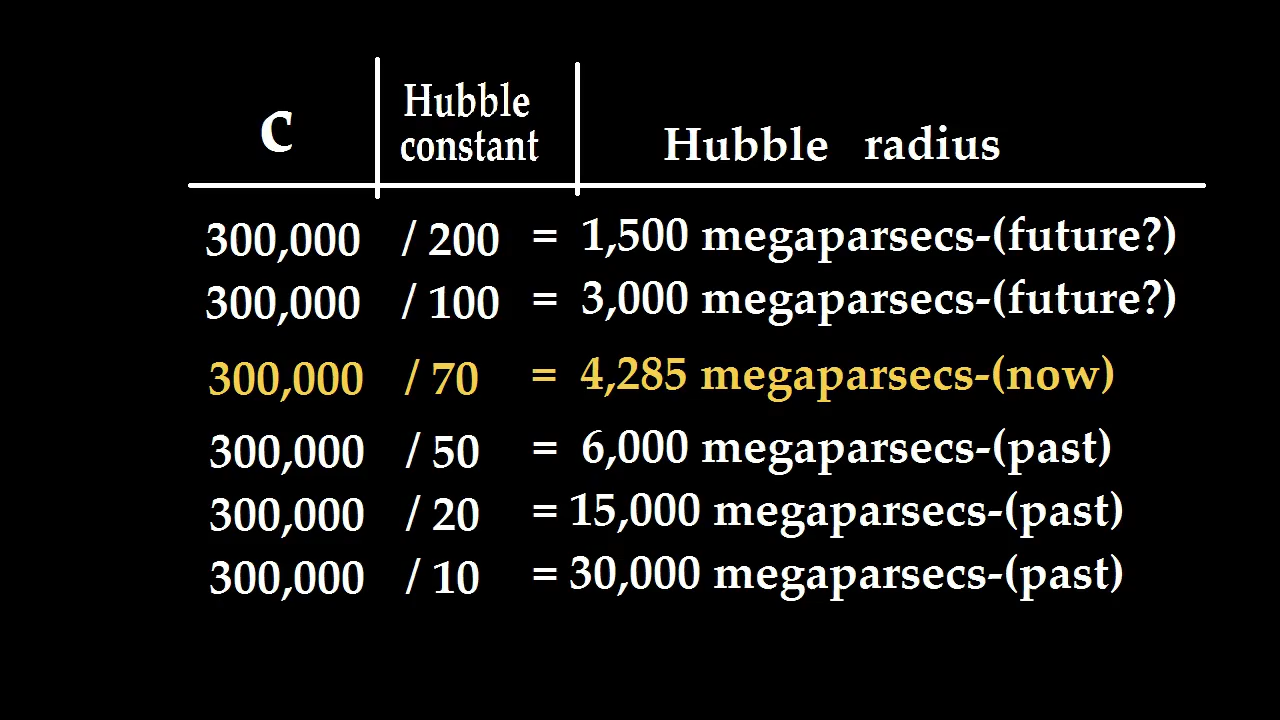 c Hubble constant Hubble radius
300,000 / 200 = 1,500 megaparsecs-(future?)
300,000 / 100 = 3,000 megaparsecs-(future?)
300,000 / 70 = 4,285 megaparsecs-(now)
300,000 / 50 = 6,000 megaparsecs-(past)
300,000 / 20 = 15,000 megaparsecs-(past)
300,000 / 10 = 30,000 megaparsecs-(past)